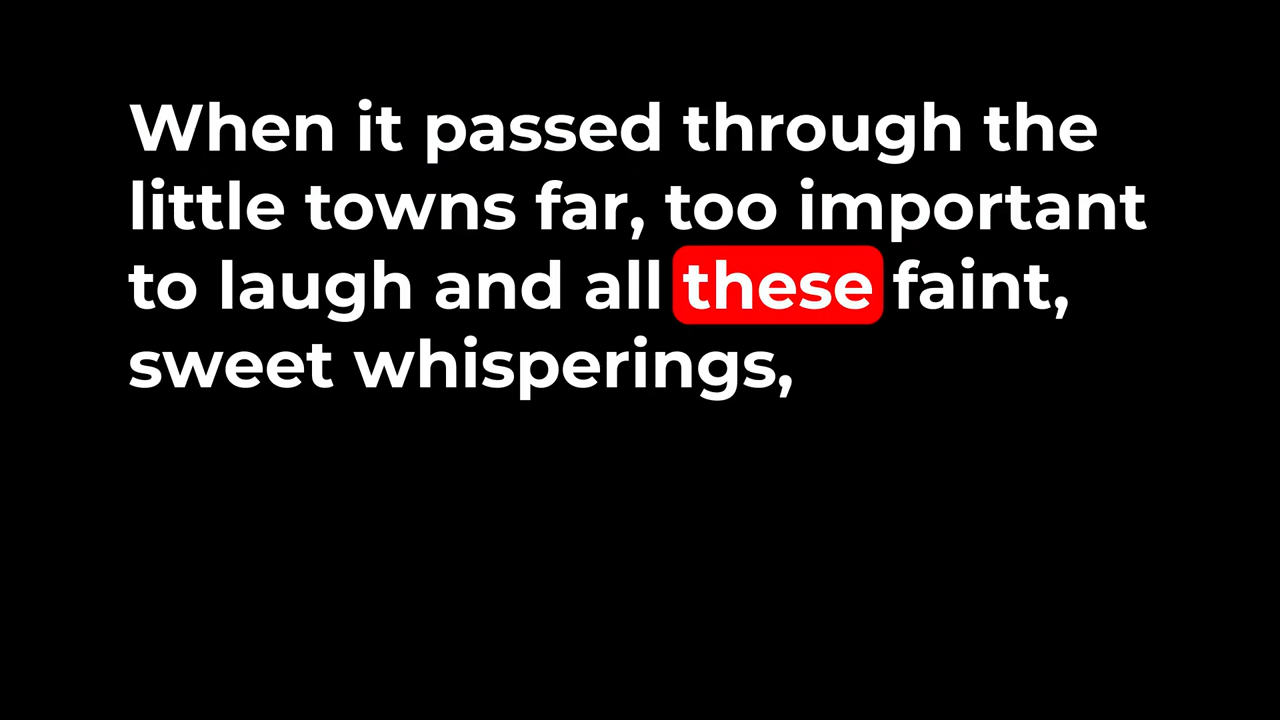 When it passed through the
little towns far, too important
to laugh and all these faint,
sweet whisperings,